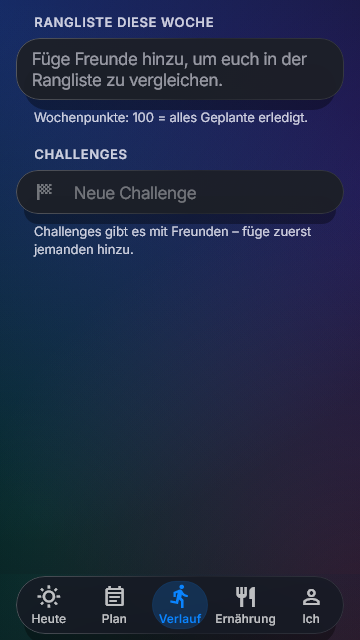 RANGLISTE DIESE WOCHE
Füge Freunde hinzu, um euch in der
Rangliste zu vergleichen.
Wochenpunkte: 100 = alles Geplante erledigt.
CHALLENGES
Neue Challenge
Challenges gibt es mit Freunden – füge zuerst
jemanden hinzu.
Heute Plan Verlauf Ernährung Ich